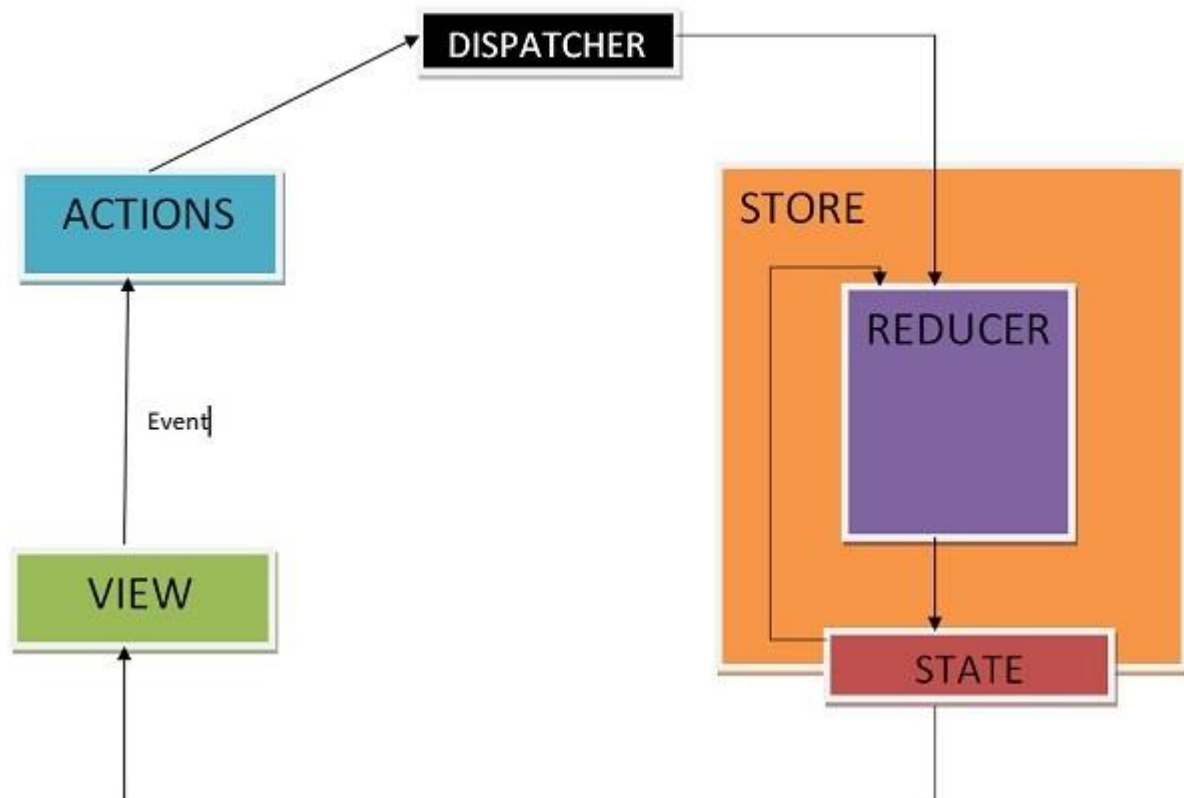 DISPATCHER
ACTIONS
STORE
REDUCER
Event
VIEW
STATE